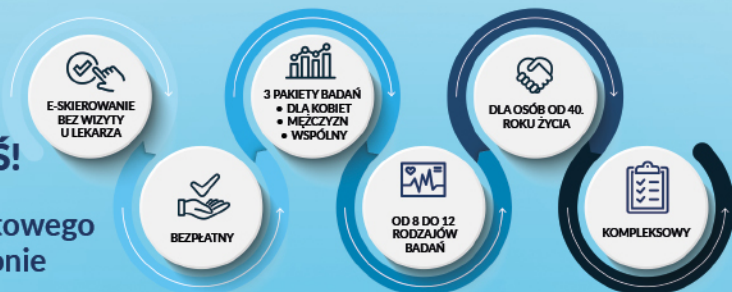 Ś!
towego
onie
E-SKIEROWANIE
BEZ WIZYTY
U LEKARZA
BEZPŁATNY
3 PAKIETY BADAŃ
• DLA KOBIET
• MĘŻCZYZN
• WSPÓLNY
OD 8 DO 12
RODZAJÓW
BADAŃ
DLA OSÓB OD 40.
ROKU ŻYCIA
KOMPLEKSOWY